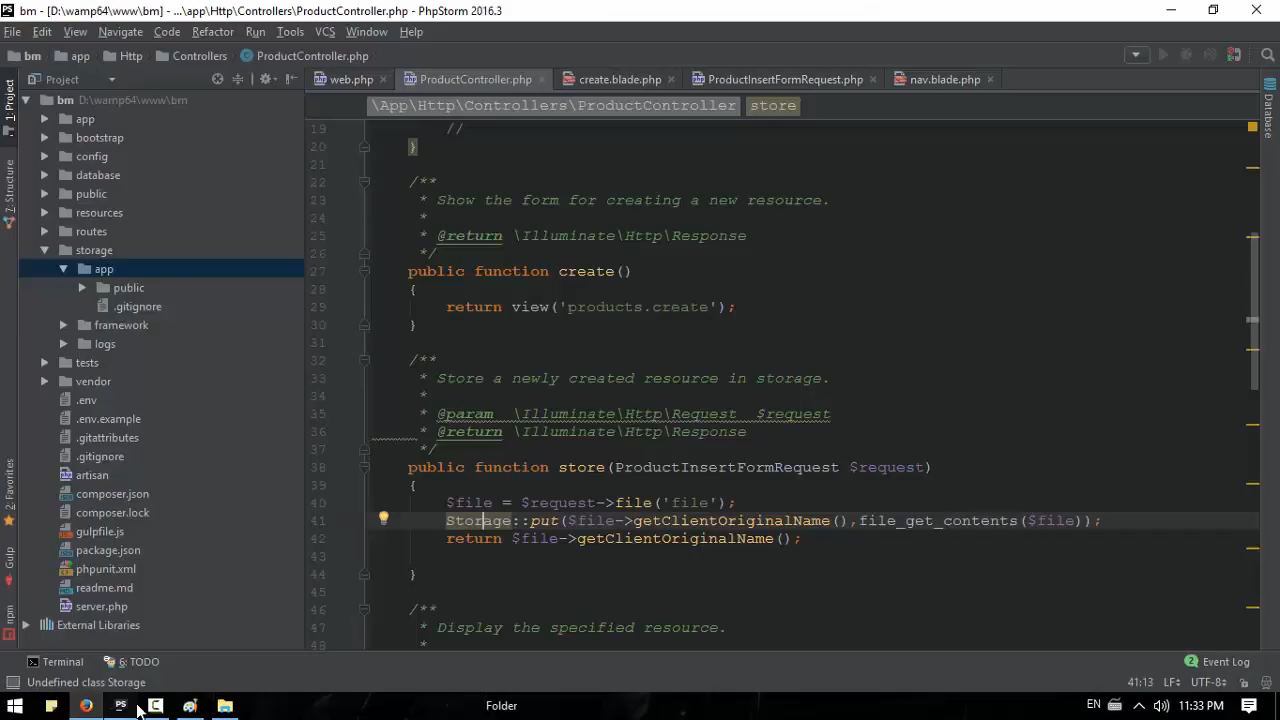 bm - [D:\wamp64\www\bm] - ...\app\Http\Controllers\ProductController.php - PhpStorm 2016.3
File Edit View Navigate Code Refactor Run Tools VCS Window Help
bm app Http Controllers ProductController.php
Project
web.php ProductController.php create.blade.php ProductInsertFormRequest.php nav.blade.php
\App\Http\Controllers\ProductController store
1: Project
7: Structure
2: Favorites
Gulp
npm
Database
bm D:\wamp64\www\bm
app
bootstrap
config
database
public
resources
routes
storage
app
public
.gitignore
framework
logs
tests
vendor
.env
.env.example
.gitattributes
.gitignore
artisan
composer.json
composer.lock
gulpfile.js
package.json
phpunit.xml
readme.md
server.php
External Libraries
19 //
20 }
21
22 /**
23 * Show the form for creating a new resource.
24 *
25 * @return \Illuminate\Http\Response
26 */
27 public function create()
28 {
29 return view('products.create');
30 }
31
32 /**
33 * Store a newly created resource in storage.
34 *
35 * @param \Illuminate\Http\Request $request
36 * @return \Illuminate\Http\Response
37 */
38 public function store(ProductInsertFormRequest $request)
39 {
40 $file = $request->file('file');
41 Storage::put($file->getClientOriginalName(),file_get_contents($file));
42 return $file->getClientOriginalName();
43
44 }
45
46 /**
47 * Display the specified resource.
48 *
Terminal 6: TODO Event Log
Undefined class Storage 41:13 LF UTF-8
Folder EN 11:33 PM